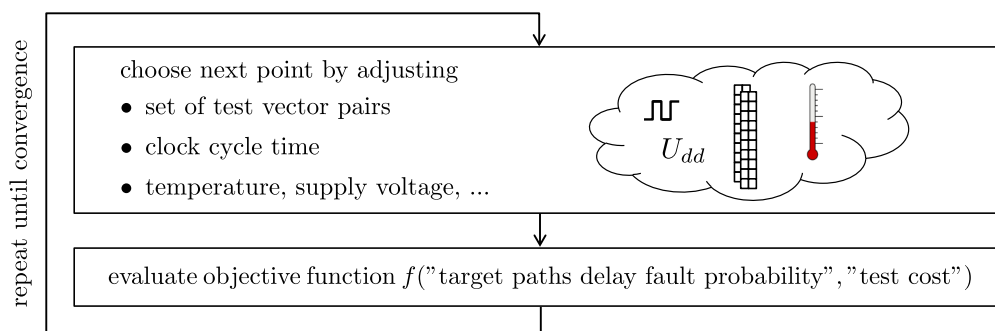 repeat until convergence
choose next point by adjusting
• set of test vector pairs
• clock cycle time
• temperature, supply voltage, ...
U_dd
evaluate objective function f("target paths delay fault probability", "test cost")